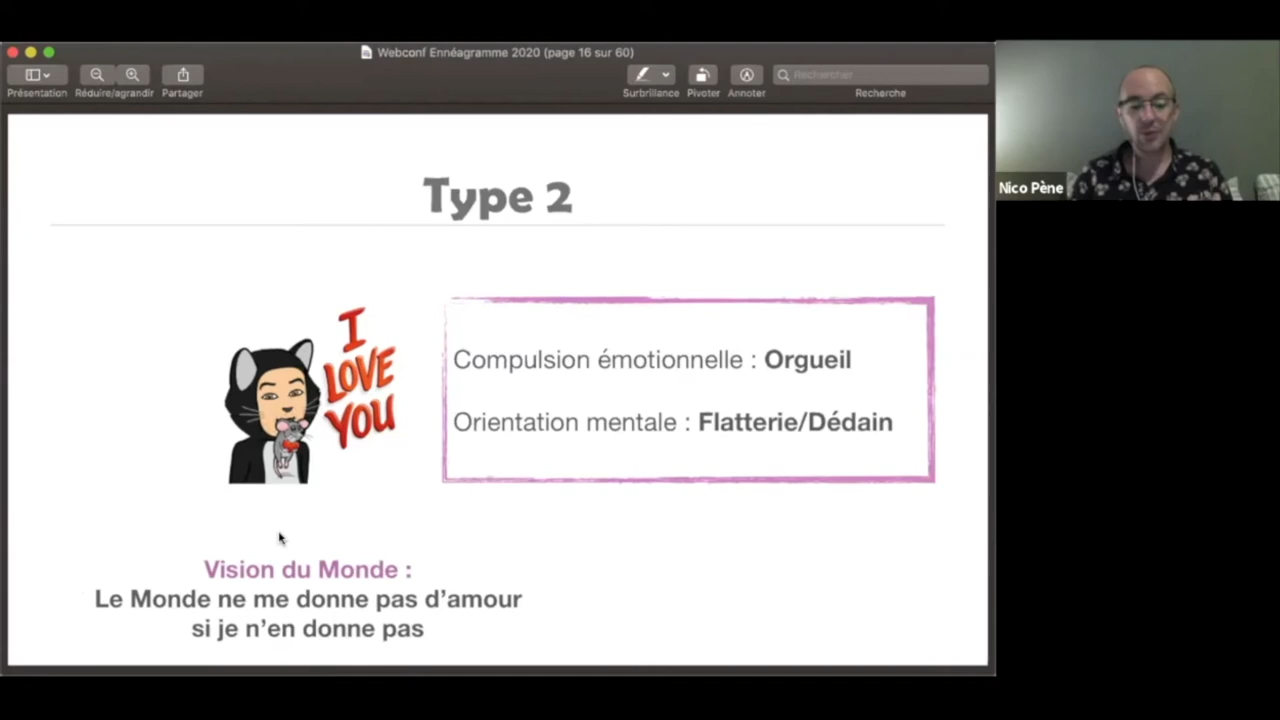 Webconf Ennéagramme 2020 (page 16 sur 60)
Présentation
Réduire/agrandir
Partager
Surbrillance
Pivoter
Annoter
Rechercher
Recherche
Nico Pène
Type 2
I
LOVE
YOU
Compulsion émotionnelle : Orgueil
Orientation mentale : Flatterie/Dédain
Vision du Monde :
Le Monde ne me donne pas d’amour
si je n’en donne pas